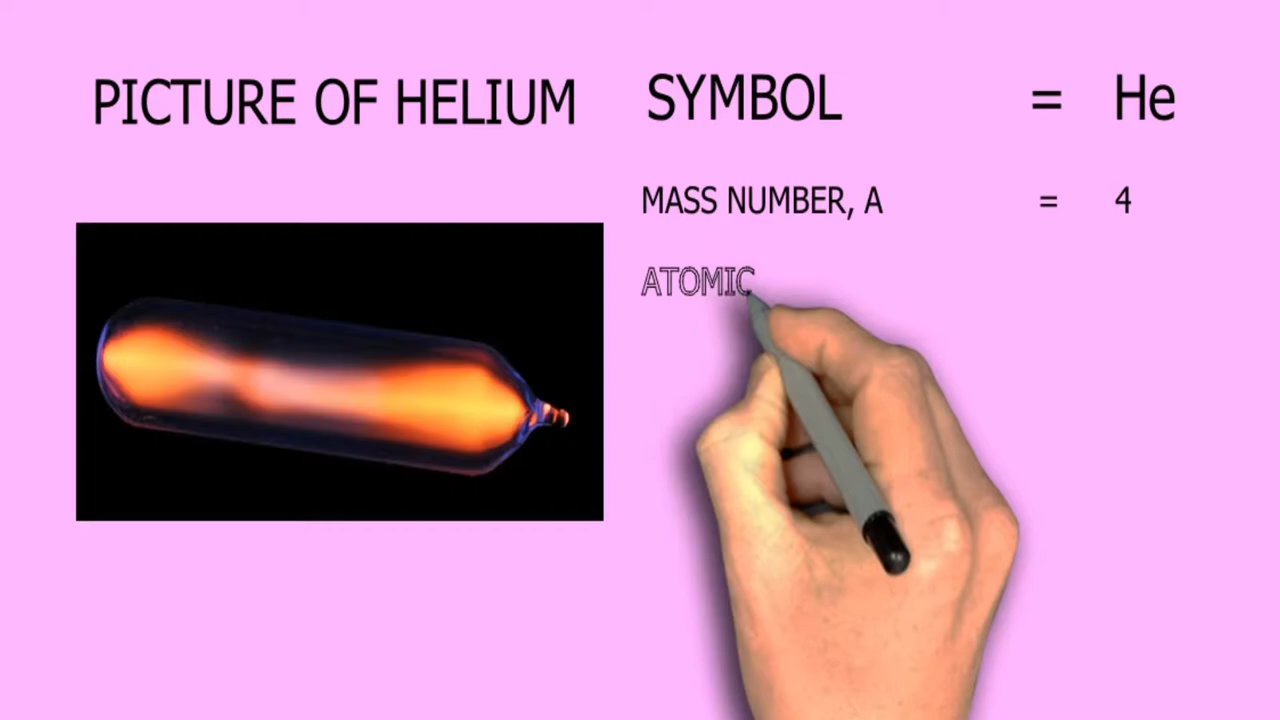 PICTURE OF HELIUM
SYMBOL = He
MASS NUMBER, A = 4
ATOMIC